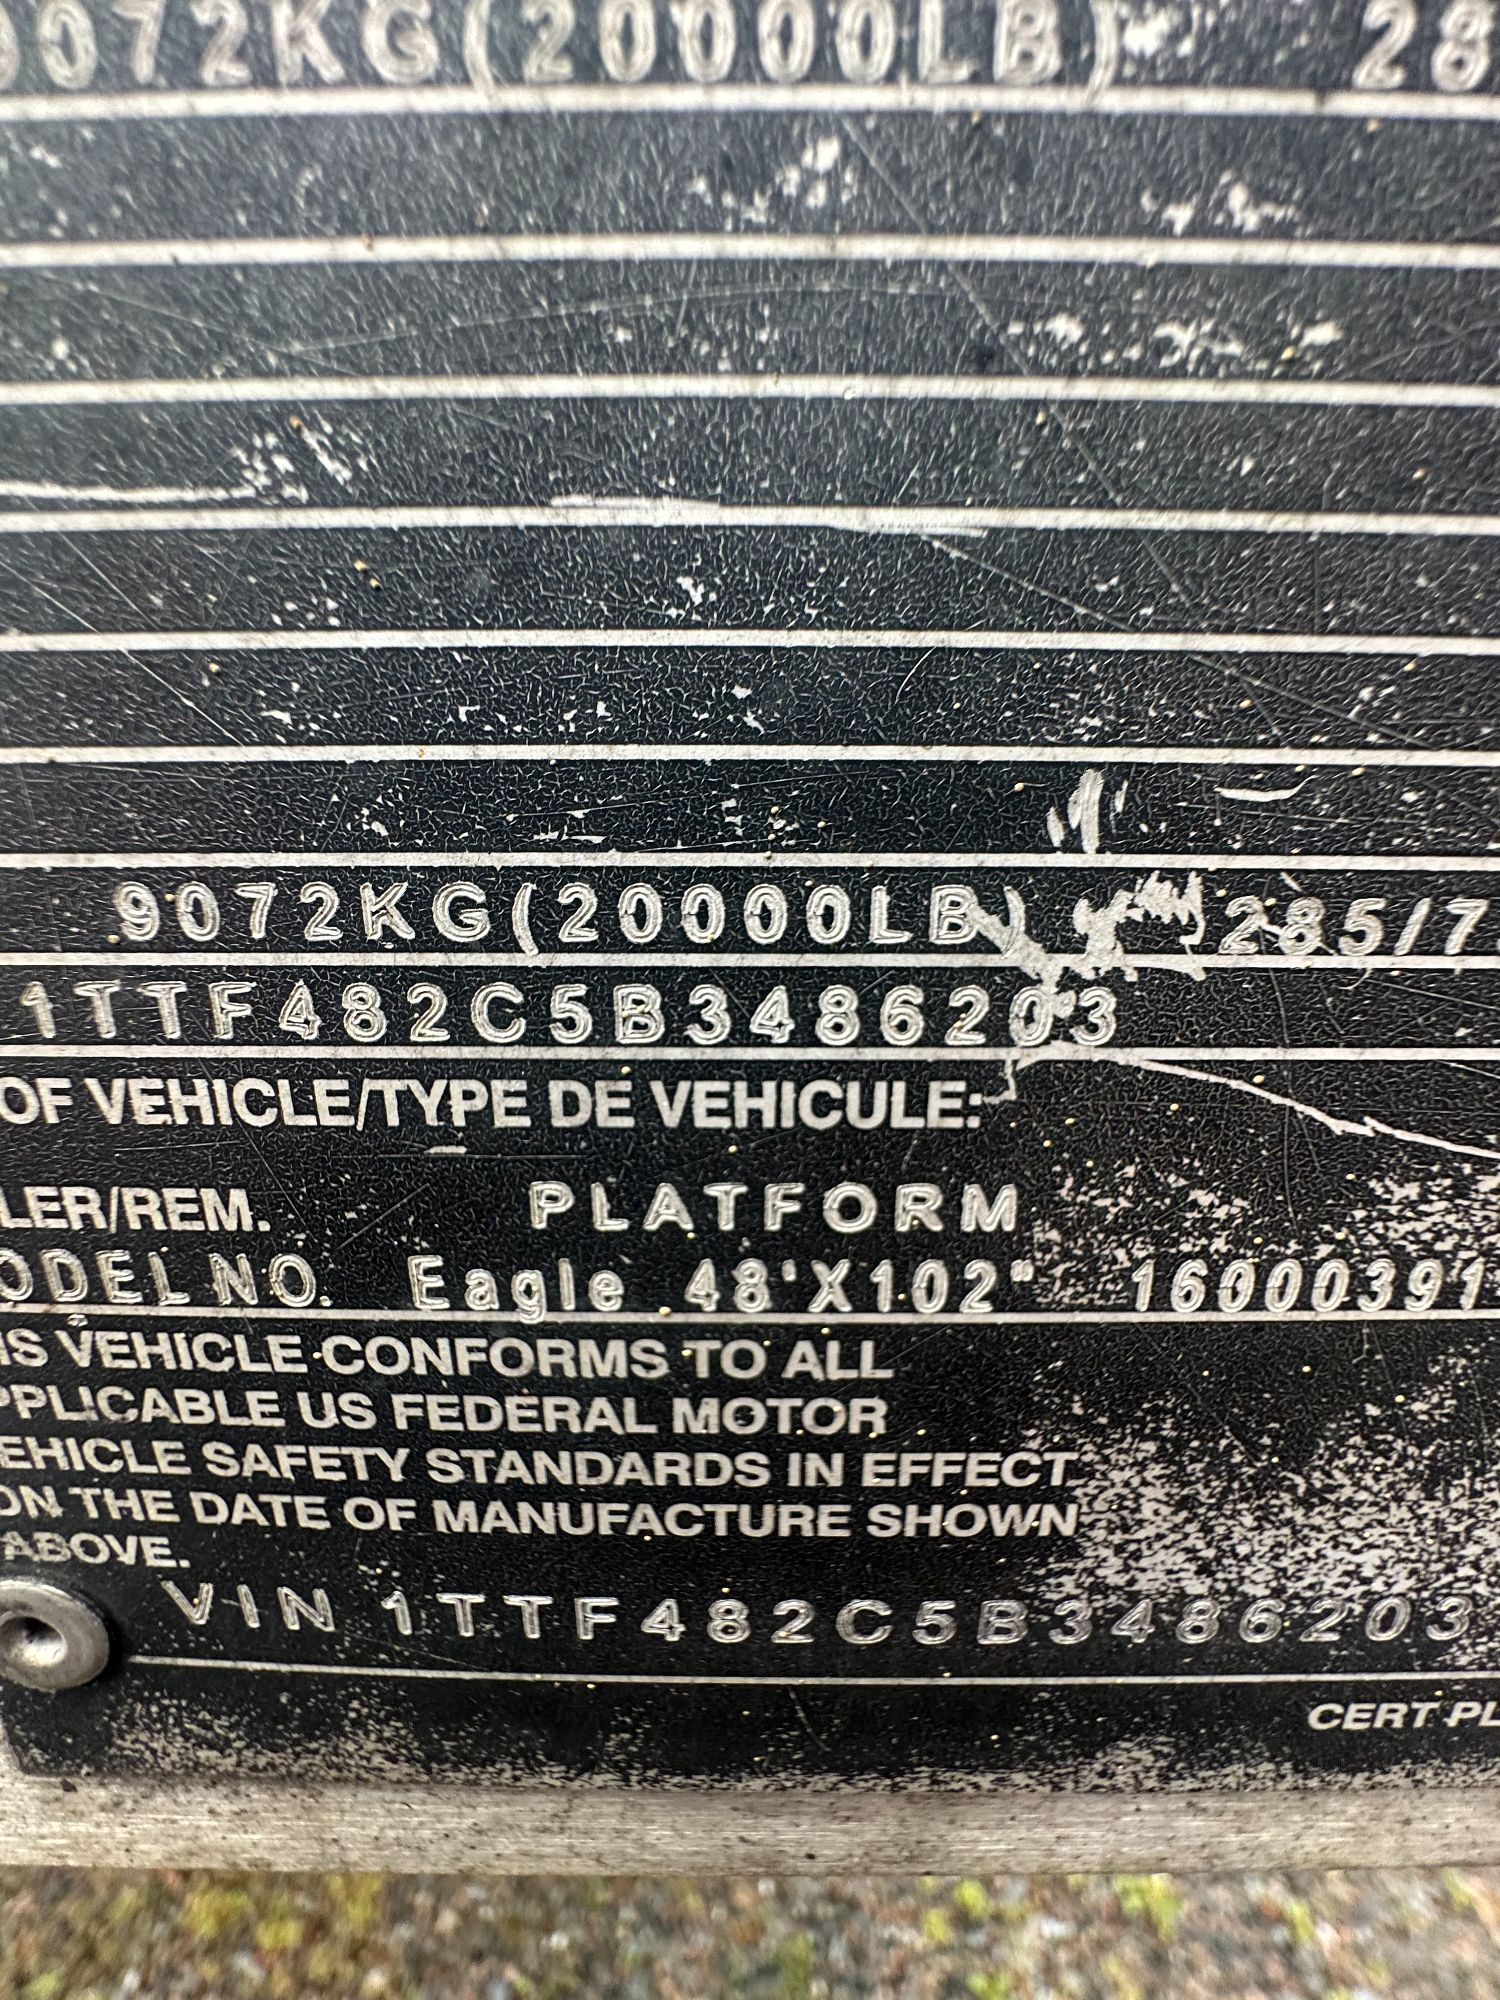 9072KG(20000LB) 28
9072KG(20000LB) 285/7
1TTF482C5B3486203
OF VEHICLE/TYPE DE VEHICULE:
LER/REM. PLATFORM
ODEL NO. Eagle 48'X102" 16000391
IS VEHICLE CONFORMS TO ALL
PPLICABLE US FEDERAL MOTOR
EHICLE SAFETY STANDARDS IN EFFECT
ON THE DATE OF MANUFACTURE SHOWN
ABOVE.
VIN 1TTF482C5B3486203
CERT PL